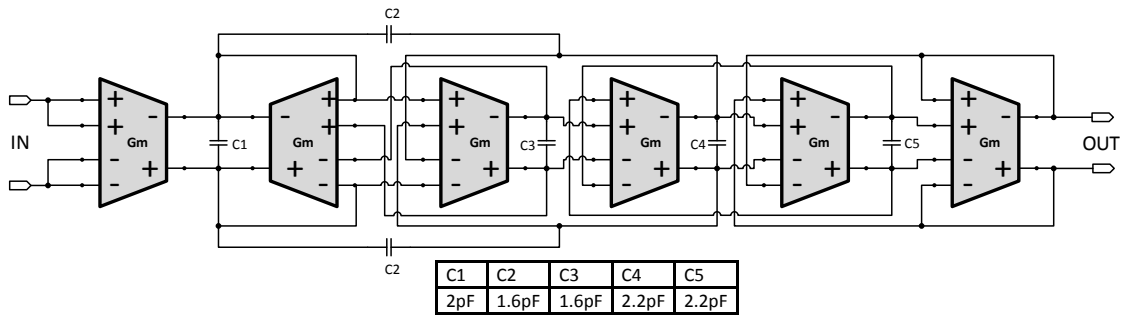 C2
IN
+
+
−
−
−
+
Gm
C1
−
+
Gm
+
+
−
−
+
+
−
−
−
+
Gm
C3
+
+
−
−
−
+
Gm
C4
+
+
−
−
−
+
Gm
C5
+
+
−
−
−
+
Gm
OUT
C2
C1 C2 C3 C4 C5
2pF 1.6pF 1.6pF 2.2pF 2.2pF